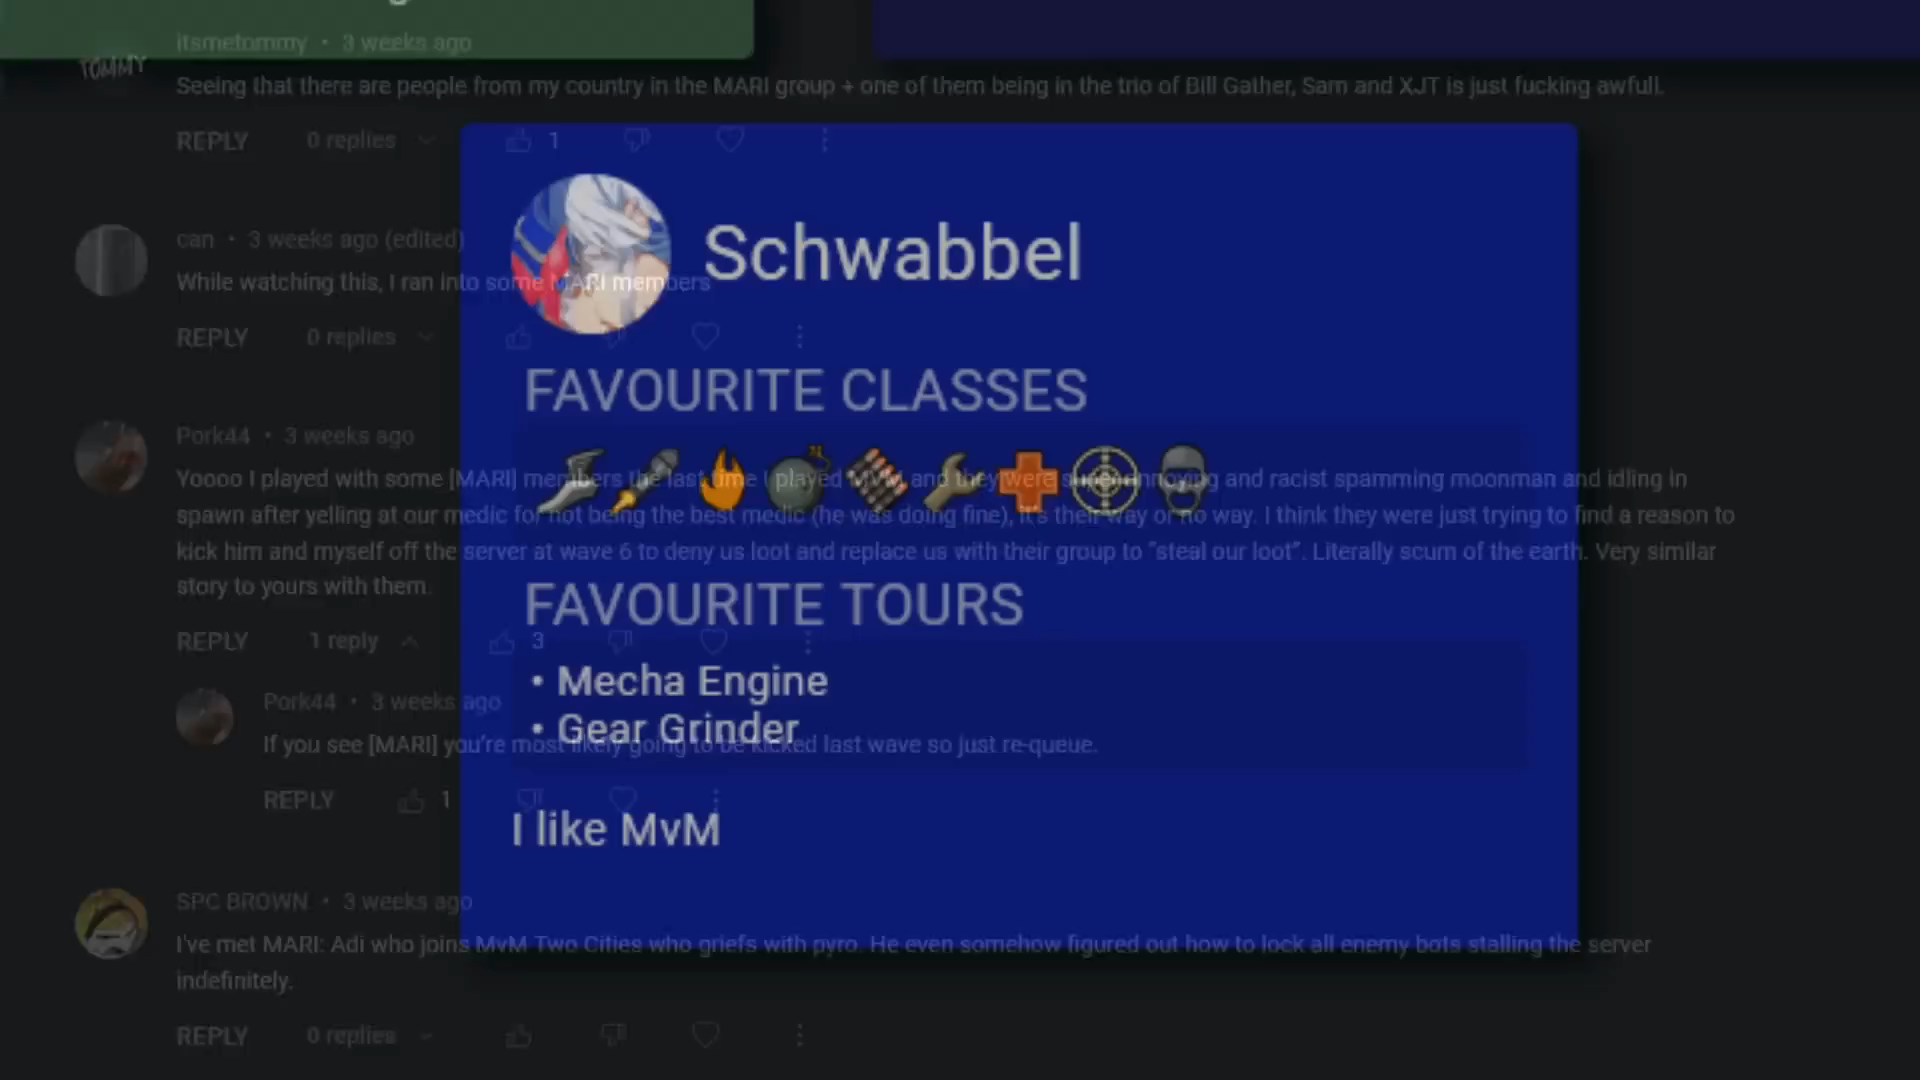 itsmetommy • 3 weeks ago
TOMMY
Seeing that there are people from my country in the MARI group + one of them being in the trio of Bill Gather, Sam and XJT is just fucking awfull.
REPLY 0 replies 1
Schwabbel
can • 3 weeks ago (edited)
While watching this, I ran into some MARI members
REPLY 0 replies
FAVOURITE CLASSES
Pork44 • 3 weeks ago
Yoooo I played with some [MARI] members the last time I played and they were annoying and racist spamming moonman and idling in
spawn after yelling at our medic for not being the best medic (he was doing fine), it's their way or no way. I think they were just trying to find a reason to
kick him and myself off the server at wave 6 to deny us loot and replace us with their group to "steal our loot". Literally scum of the earth. Very similar
story to yours with them.
FAVOURITE TOURS
REPLY 1 reply 3
• Mecha Engine
Pork44 • 3 weeks ago
• Gear Grinder
If you see [MARI] you're most likely going to be kicked last wave so just re-queue.
REPLY 1
I like MvM
SPC BROWN • 3 weeks ago
I've met MARI: Adi who joins MvM Two Cities who griefs with pyro. He even somehow figured out how to lock all enemy bots stalling the server
indefinitely.
REPLY 0 replies